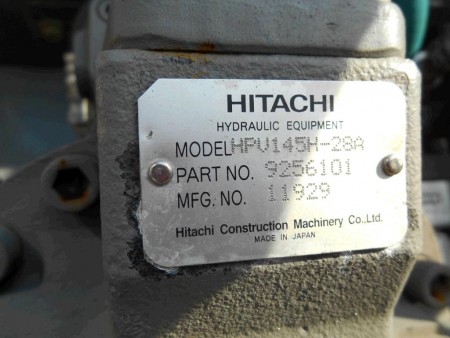 HITACHI
HYDRAULIC EQUIPMENT
MODEL HPV145H-28A
PART NO. 9256101
MFG. NO. 11929
Hitachi Construction Machinery Co., Ltd.
MADE IN JAPAN